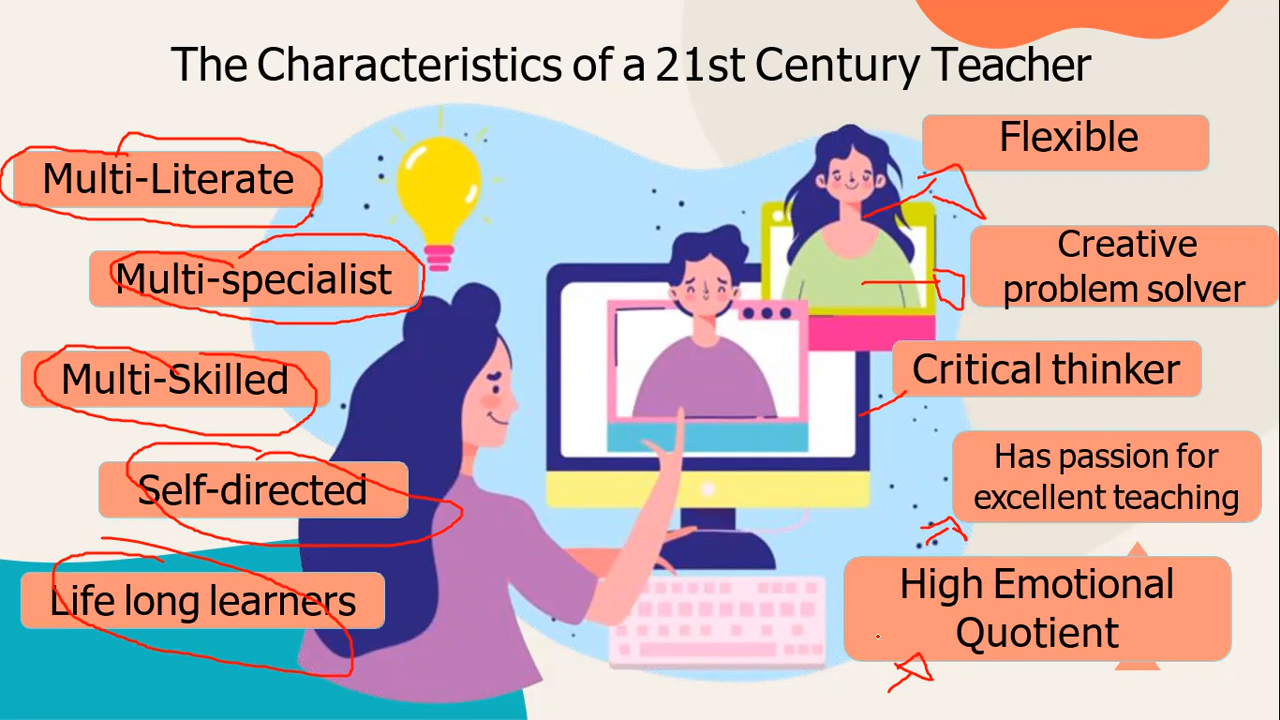 The Characteristics of a 21st Century Teacher
Multi-Literate
Multi-specialist
Multi-Skilled
Self-directed
Life long learners
Flexible
Creative
problem solver
Critical thinker
Has passion for
excellent teaching
High Emotional
Quotient